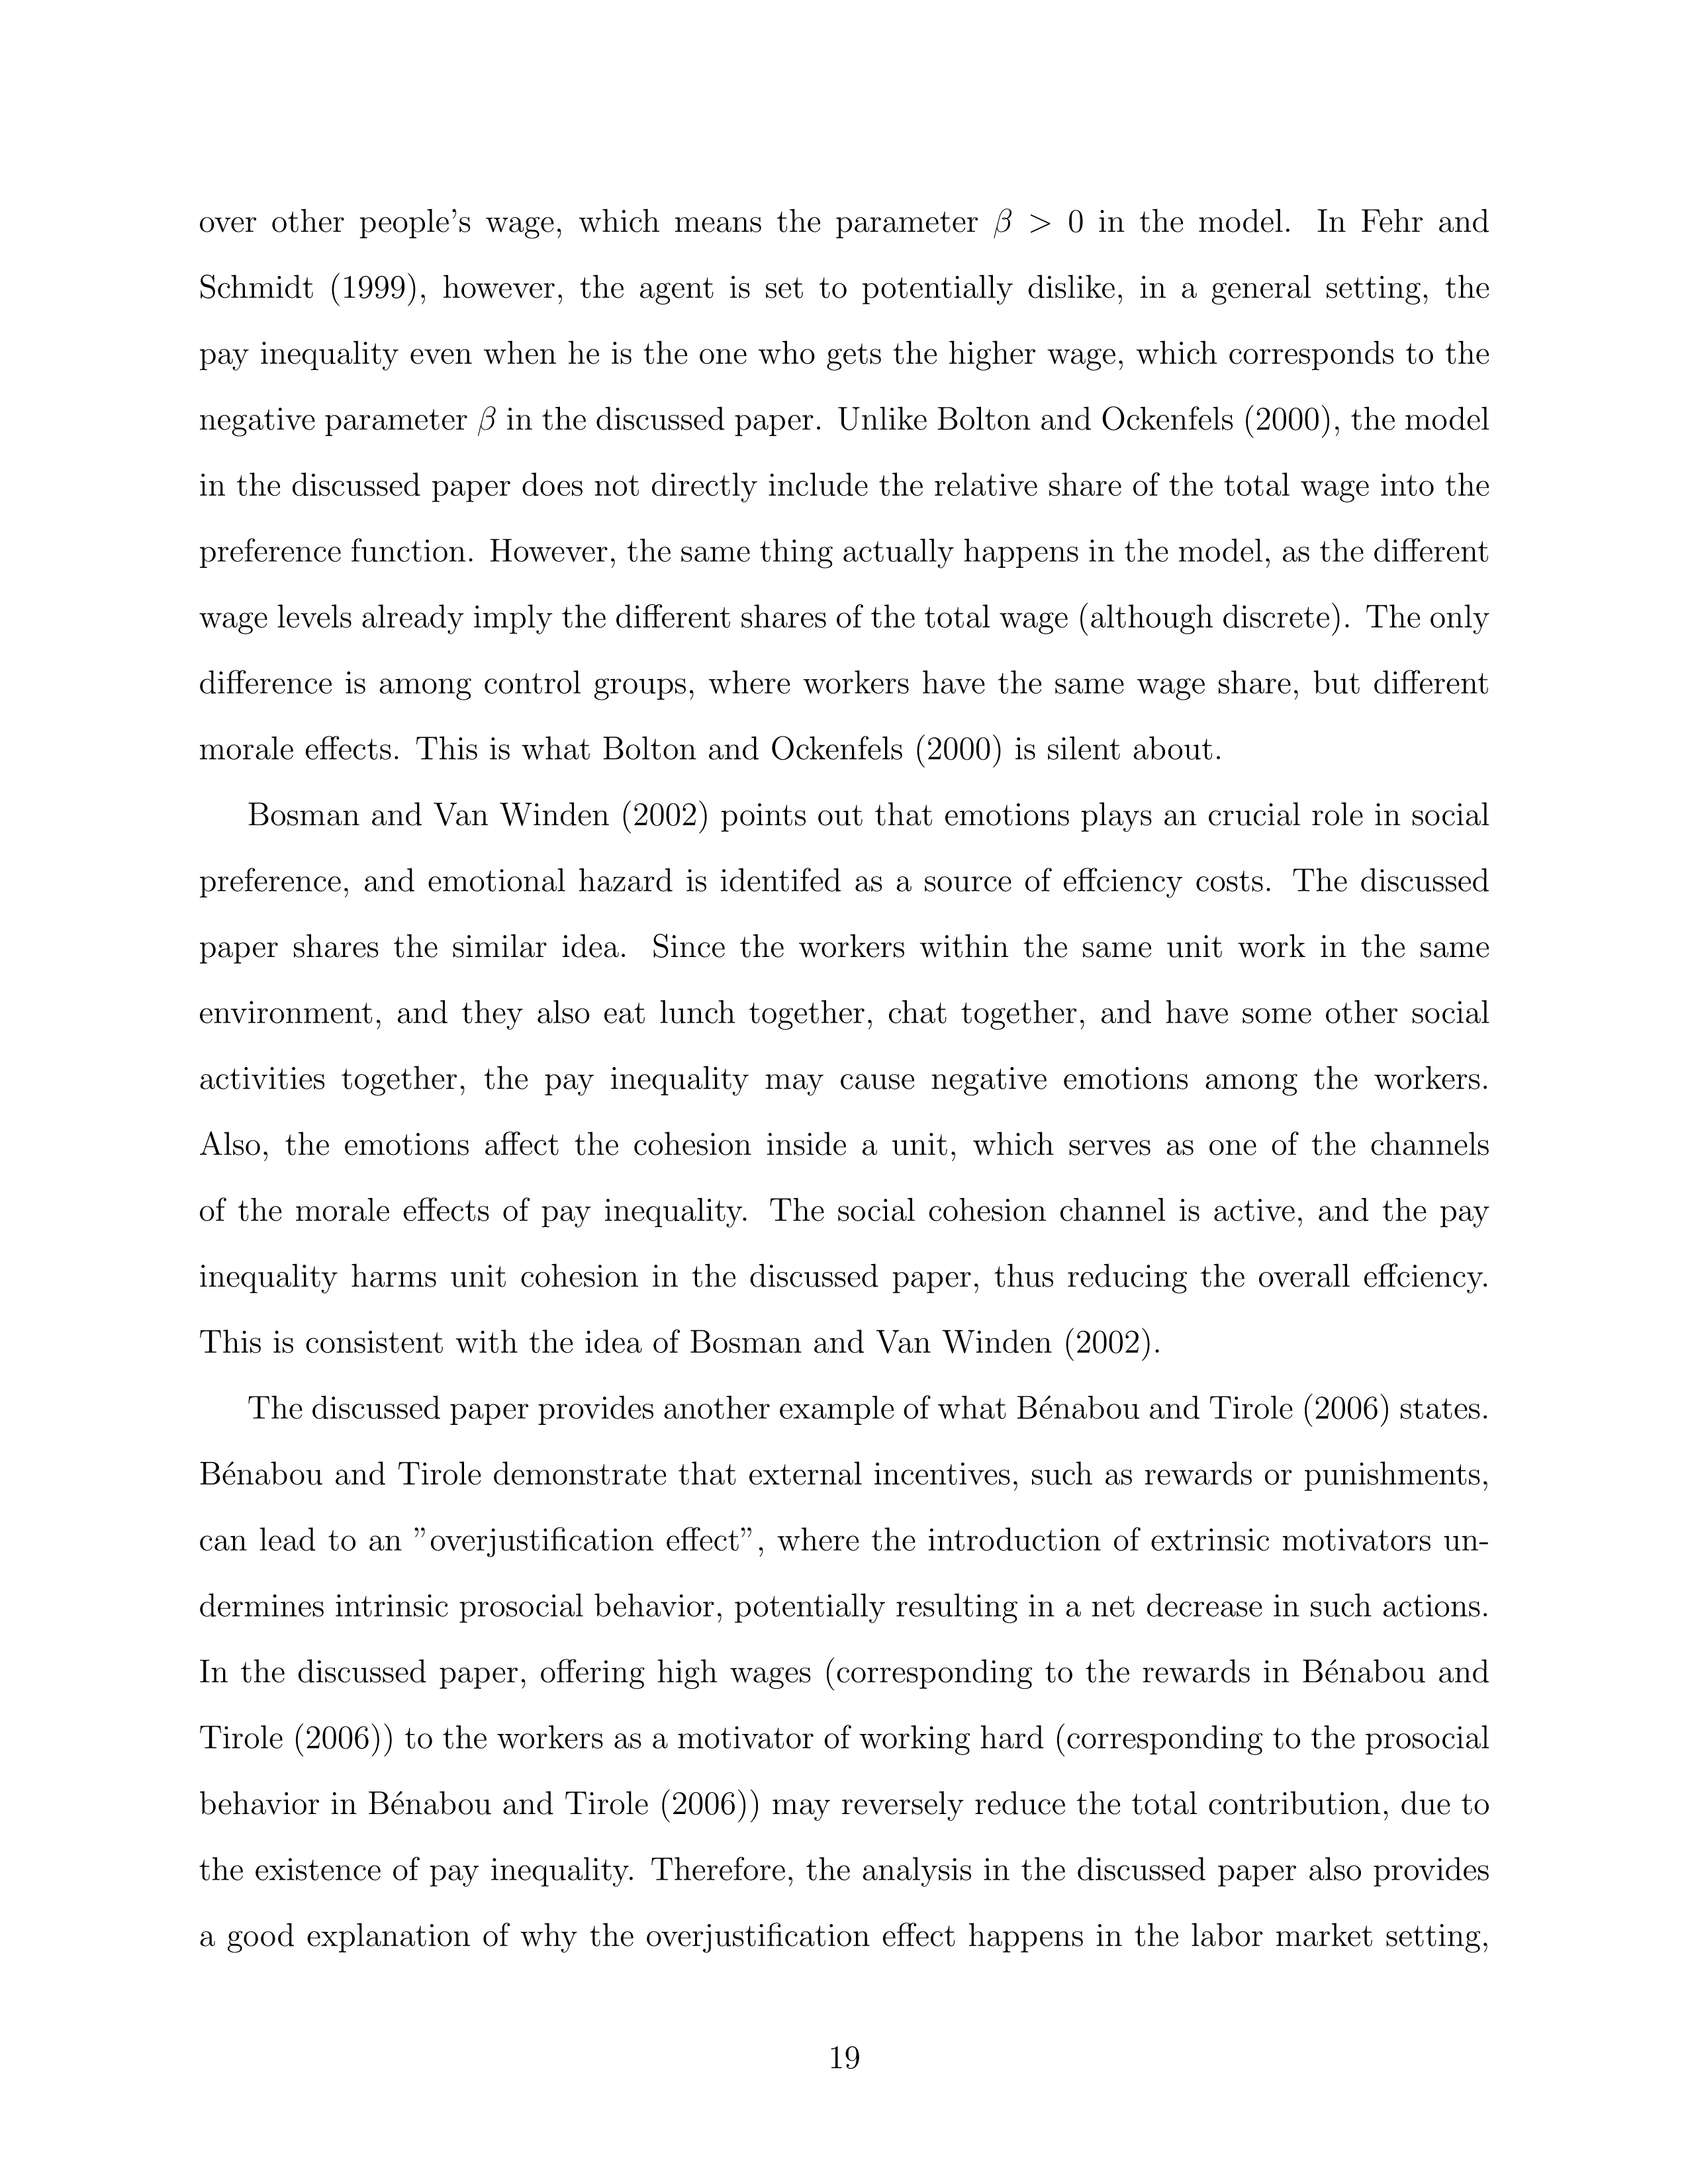 over other people's wage, which means the parameter β > 0 in the model. In Fehr and
Schmidt (1999), however, the agent is set to potentially dislike, in a general setting, the
pay inequality even when he is the one who gets the higher wage, which corresponds to the
negative parameter β in the discussed paper. Unlike Bolton and Ockenfels (2000), the model
in the discussed paper does not directly include the relative share of the total wage into the
preference function. However, the same thing actually happens in the model, as the different
wage levels already imply the different shares of the total wage (although discrete). The only
difference is among control groups, where workers have the same wage share, but different
morale effects. This is what Bolton and Ockenfels (2000) is silent about.
Bosman and Van Winden (2002) points out that emotions plays an crucial role in social
preference, and emotional hazard is identifed as a source of effciency costs. The discussed
paper shares the similar idea. Since the workers within the same unit work in the same
environment, and they also eat lunch together, chat together, and have some other social
activities together, the pay inequality may cause negative emotions among the workers.
Also, the emotions affect the cohesion inside a unit, which serves as one of the channels
of the morale effects of pay inequality. The social cohesion channel is active, and the pay
inequality harms unit cohesion in the discussed paper, thus reducing the overall effciency.
This is consistent with the idea of Bosman and Van Winden (2002).
The discussed paper provides another example of what Bénabou and Tirole (2006) states.
Bénabou and Tirole demonstrate that external incentives, such as rewards or punishments,
can lead to an ”overjustification effect”, where the introduction of extrinsic motivators un-
dermines intrinsic prosocial behavior, potentially resulting in a net decrease in such actions.
In the discussed paper, offering high wages (corresponding to the rewards in Bénabou and
Tirole (2006)) to the workers as a motivator of working hard (corresponding to the prosocial
behavior in Bénabou and Tirole (2006)) may reversely reduce the total contribution, due to
the existence of pay inequality. Therefore, the analysis in the discussed paper also provides
a good explanation of why the overjustification effect happens in the labor market setting,
19